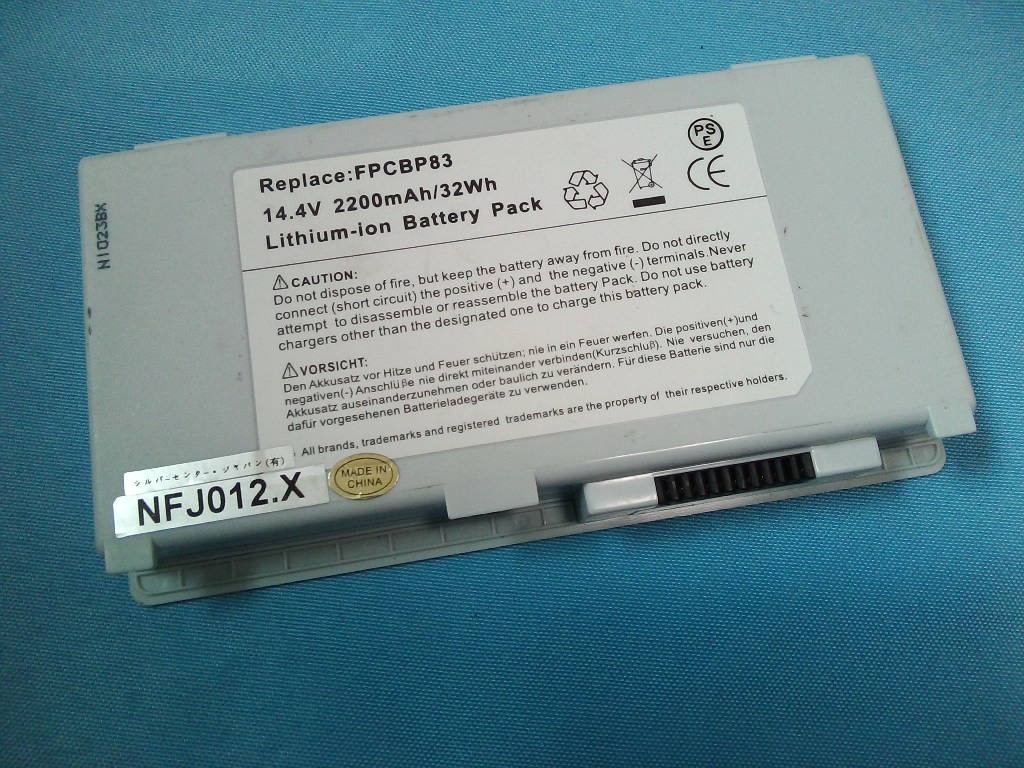 Replace:FPCBP83
14.4V 2200mAh/32Wh
Lithium-ion Battery Pack
PS
E
CE
CAUTION:
Do not dispose of fire, but keep the battery away from fire. Do not directly
connect (short circuit) the positive (+) and the negative (-) terminals.Never
attempt to disassemble or reassemble the battery Pack. Do not use battery
chargers other than the designated one to charge this battery pack.
VORSICHT:
Den Akkusatz vor Hitze und Feuer schützen; nie in ein Feuer werfen. Die positiven(+)und
negativen(-) Anschlüße nie direkt miteinander verbinden(Kurzschluß). Nie versuchen, den
Akkusatz auseinanderzunehmen oder baulich zu verändern. Für diese Batterie sind nur die
dafür vorgesehenen Batterieladegeräte zu verwenden.
All brands, trademarks and registered trademarks are the property of their respective holders.
シルバーセンター・ジャパン(有)
NFJ012.X
MADE IN
CHINA
N1023BX